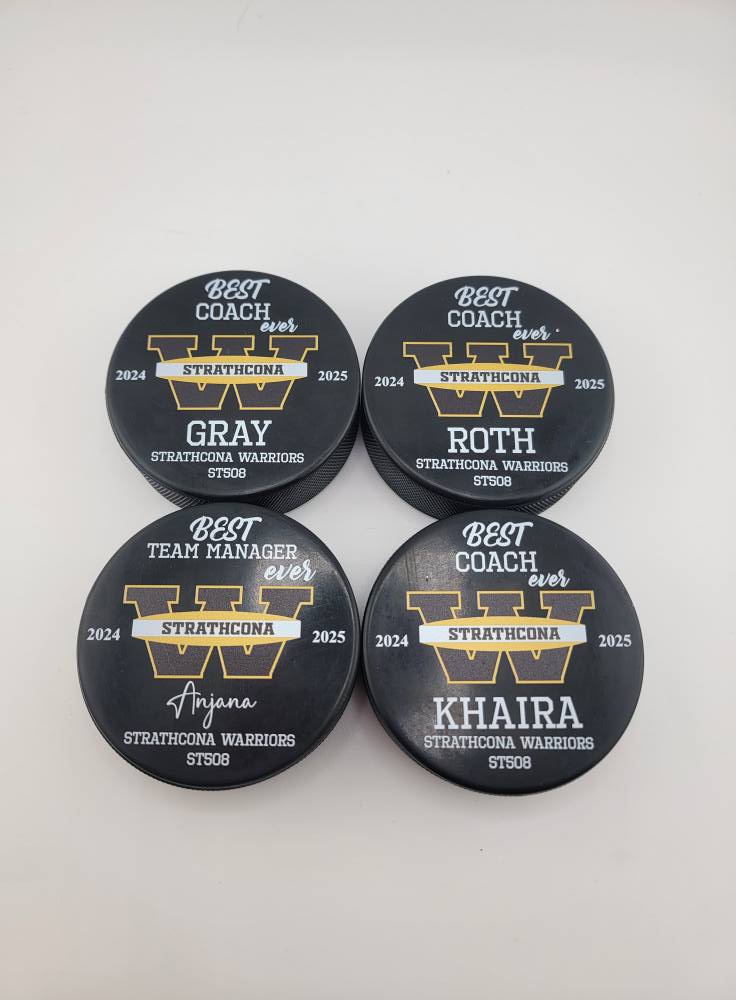 BEST
COACH
ever
STRATHCONA
2024 2025
GRAY
STRATHCONA WARRIORS
ST508
BEST
COACH
ever
STRATHCONA
2024 2025
ROTH
STRATHCONA WARRIORS
ST508
BEST
TEAM MANAGER
ever
W
STRATHCONA
2024 2025
Anjana
STRATHCONA WARRIORS
ST508
BEST
COACH
ever
W
STRATHCONA
2024 2025
KHAIRA
STRATHCONA WARRIORS
ST508